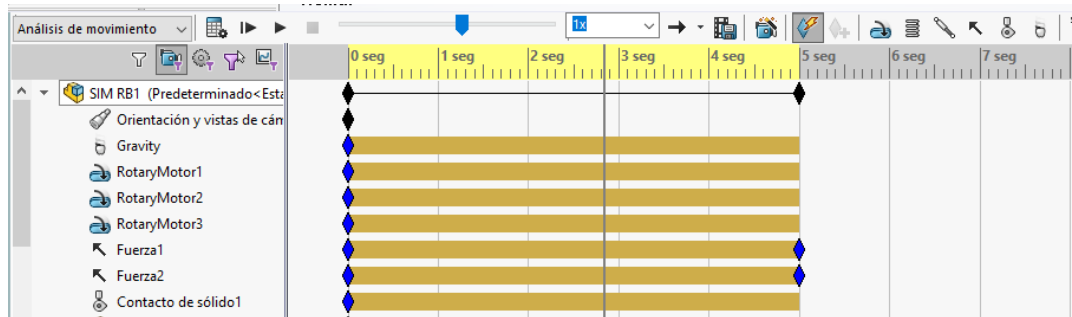 Análisis de movimiento
1x
0 seg 1 seg 2 seg 3 seg 4 seg 5 seg 6 seg 7 seg
SIM RB1 (Predeterminado<Esta
Orientación y vistas de cám
Gravity
RotaryMotor1
RotaryMotor2
RotaryMotor3
Fuerza1
Fuerza2
Contacto de sólido1